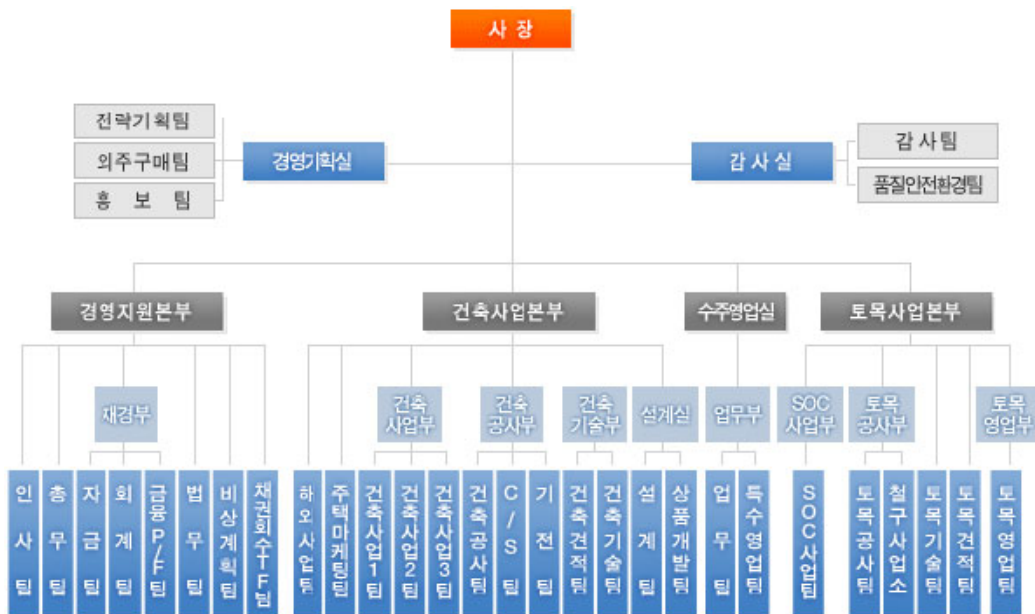 사 장
전략기획팀
외주구매팀
홍 보 팀
경영기획실
감 사 실
감 사 팀
품질안전환경팀
경영지원본부
건축사업본부
수주영업실
토목사업본부
재경부
건축
사업부
건축
공사부
건축
기술부
설계실
업무부
SOC
사업부
토목
공사부
토목
영업부
인사팀
총무팀
자금팀
회계팀
금융P/F팀
법무팀
비상계획팀
채권회수TF팀
해외사업팀
주택마케팅팀
건축사업1팀
건축사업2팀
건축사업3팀
건축공사팀
C/S팀
기전팀
건축견적팀
건축기술팀
설계팀
상품개발팀
업무팀
특수영업팀
SOC사업팀
토목공사팀
철구사업소
토목기술팀
토목견적팀
토목영업팀